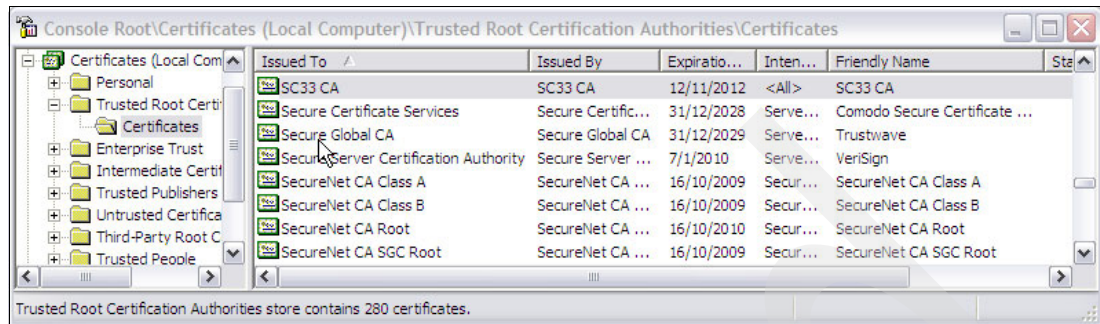 Console Root\Certificates (Local Computer)\Trusted Root Certification Authorities\Certificates
Certificates (Local Com
Personal
Trusted Root Certi
Certificates
Enterprise Trust
Intermediate Certif
Trusted Publishers
Untrusted Certifica
Third-Party Root C
Trusted People
Issued To Issued By Expiratio... Inten... Friendly Name Sta
SC33 CA SC33 CA 12/11/2012 <All> SC33 CA
Secure Certificate Services Secure Certific... 31/12/2028 Serve... Comodo Secure Certificate ...
Secure Global CA Secure Global CA 31/12/2029 Serve... Trustwave
Secure Server Certification Authority Secure Server ... 7/1/2010 Serve... VeriSign
SecureNet CA Class A SecureNet CA ... 16/10/2009 Secur... SecureNet CA Class A
SecureNet CA Class B SecureNet CA ... 16/10/2009 Secur... SecureNet CA Class B
SecureNet CA Root SecureNet CA ... 16/10/2010 Secur... SecureNet CA Root
SecureNet CA SGC Root SecureNet CA ... 16/10/2009 Secur... SecureNet CA SGC Root
Trusted Root Certification Authorities store contains 280 certificates.